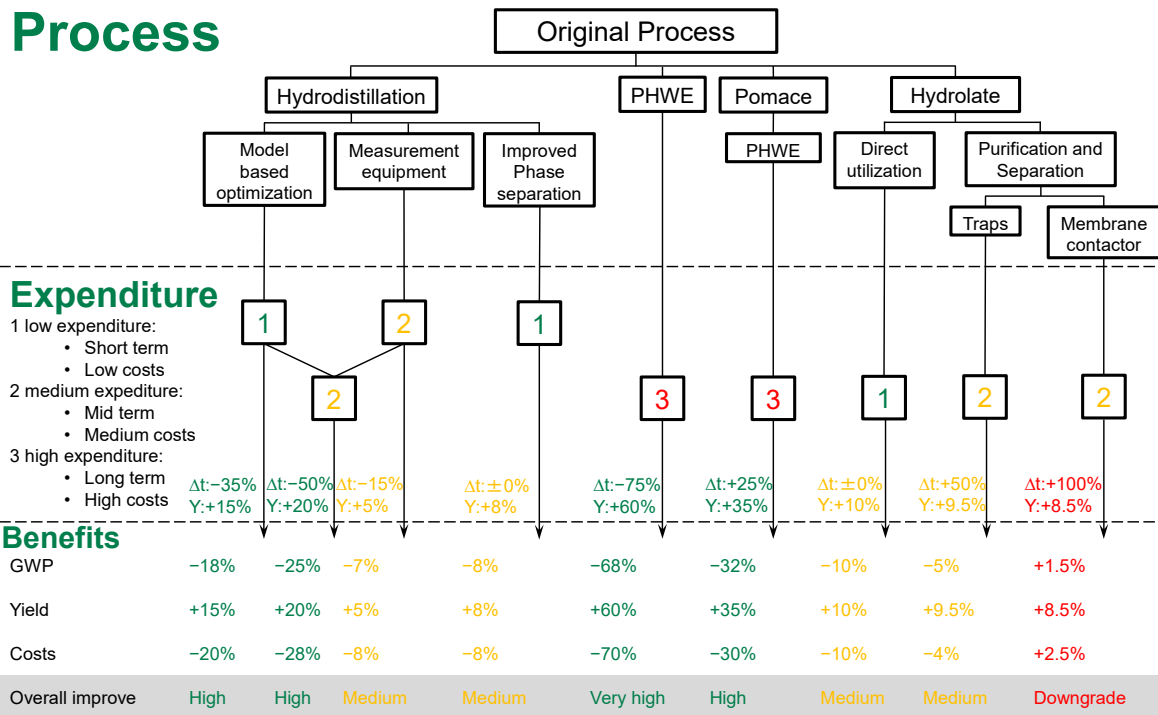 Process
Original Process
Hydrodistillation
PHWE
Pomace
Hydrolate
Model
based
optimization
Measurement
equipment
Improved
Phase
separation
PHWE
Direct
utilization
Purification and
Separation
Traps
Membrane
contactor
Expenditure
1 low expenditure:
• Short term
• Low costs
2 medium expediture:
• Mid term
• Medium costs
3 high expenditure:
• Long term
• High costs
1
2
1
2
3
3
1
2
2
Δt:−35%
Y:+15%
Δt:−50%
Y:+20%
Δt:−15%
Y:+5%
Δt:±0%
Y:+8%
Δt:−75%
Y:+60%
Δt:+25%
Y:+35%
Δt:±0%
Y:+10%
Δt:+50%
Y:+9.5%
Δt:+100%
Y:+8.5%
Benefits
GWP −18% −25% −7% −8% −68% −32% −10% −5% +1.5%
Yield +15% +20% +5% +8% +60% +35% +10% +9.5% +8.5%
Costs −20% −28% −8% −8% −70% −30% −10% −4% +2.5%
Overall improve High High Medium Medium Very high High Medium Medium Downgrade